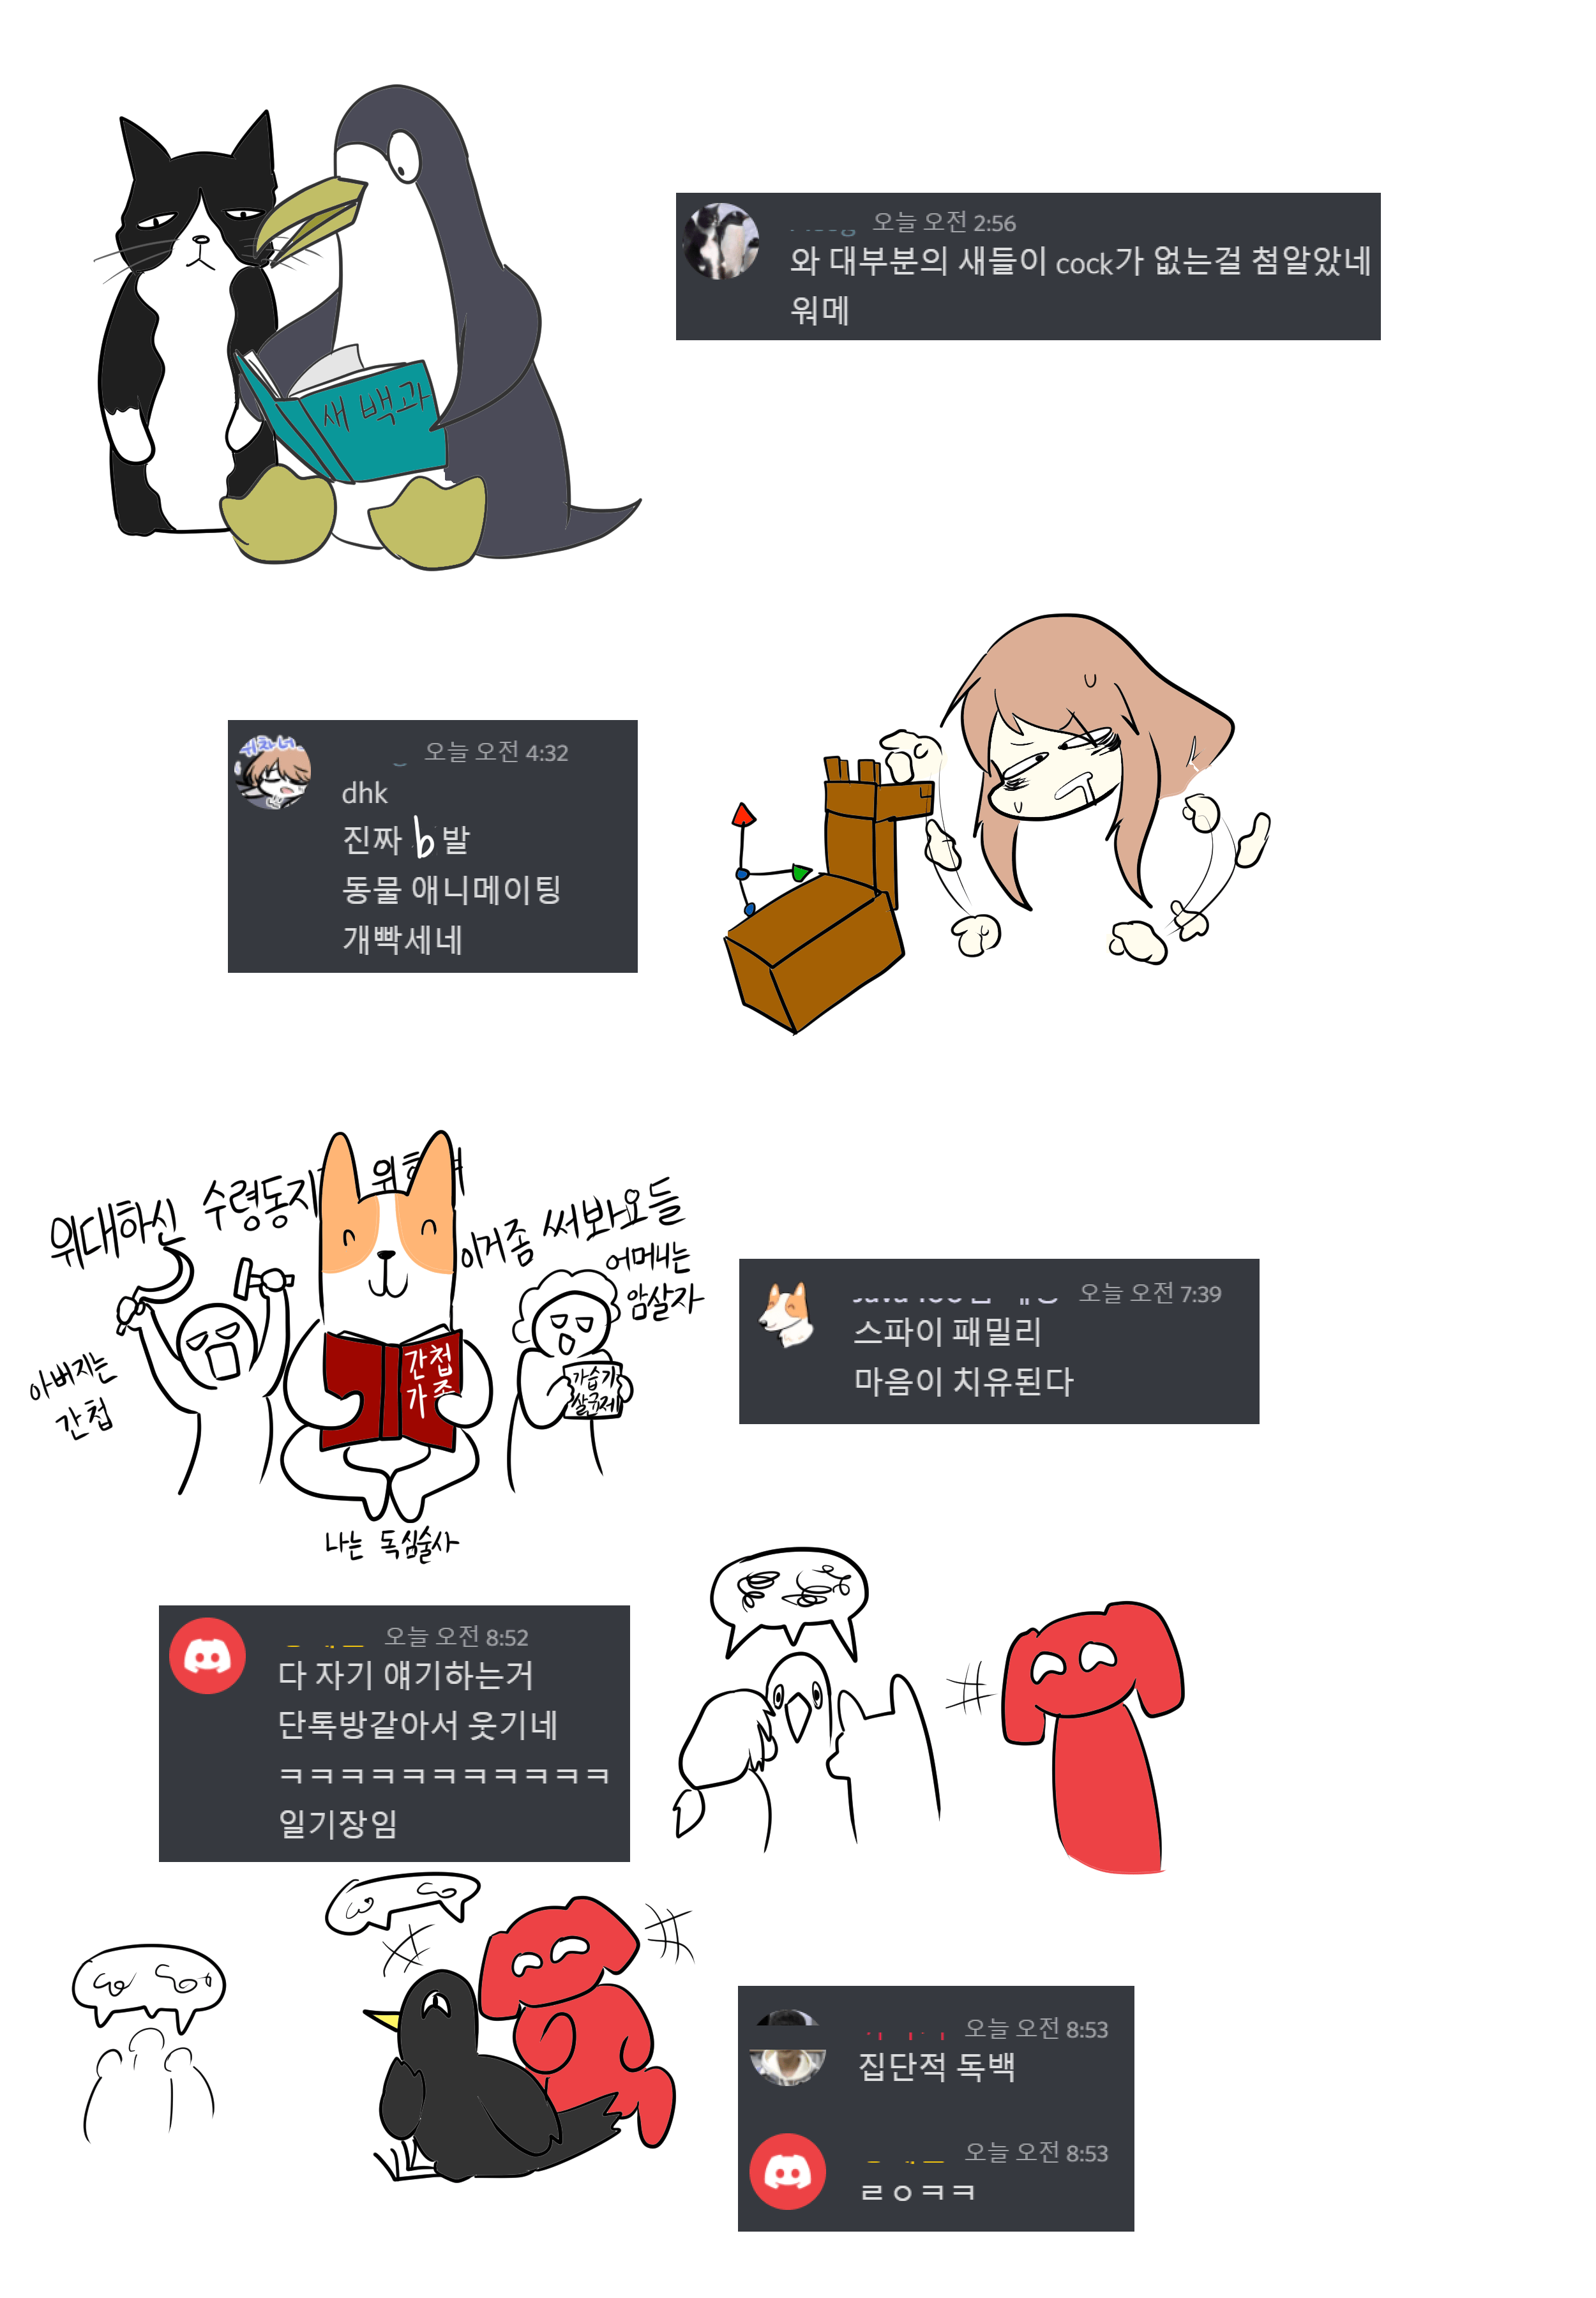 오늘 오전 2:56
와 대부분의 새들이 cock가 없는걸 첨알았네
워메
새 백과
오늘 오전 4:32
dhk
진짜 b발
동물 애니메이팅
개빡세네
위대하신 수령동지
이거좀 써봐요들
어머니는
암살자
아버지는
간첩
간첩
가족
가습기
살균제
나는 독심술사
오늘 오전 7:39
스파이 패밀리
마음이 치유된다
오늘 오전 8:52
다 자기 얘기하는거
단톡방같아서 웃기네
ㅋㅋㅋㅋㅋㅋㅋㅋㅋㅋㅋ
일기장임
오늘 오전 8:53
집단적 독백
오늘 오전 8:53
ㄹㅇㅋㅋ